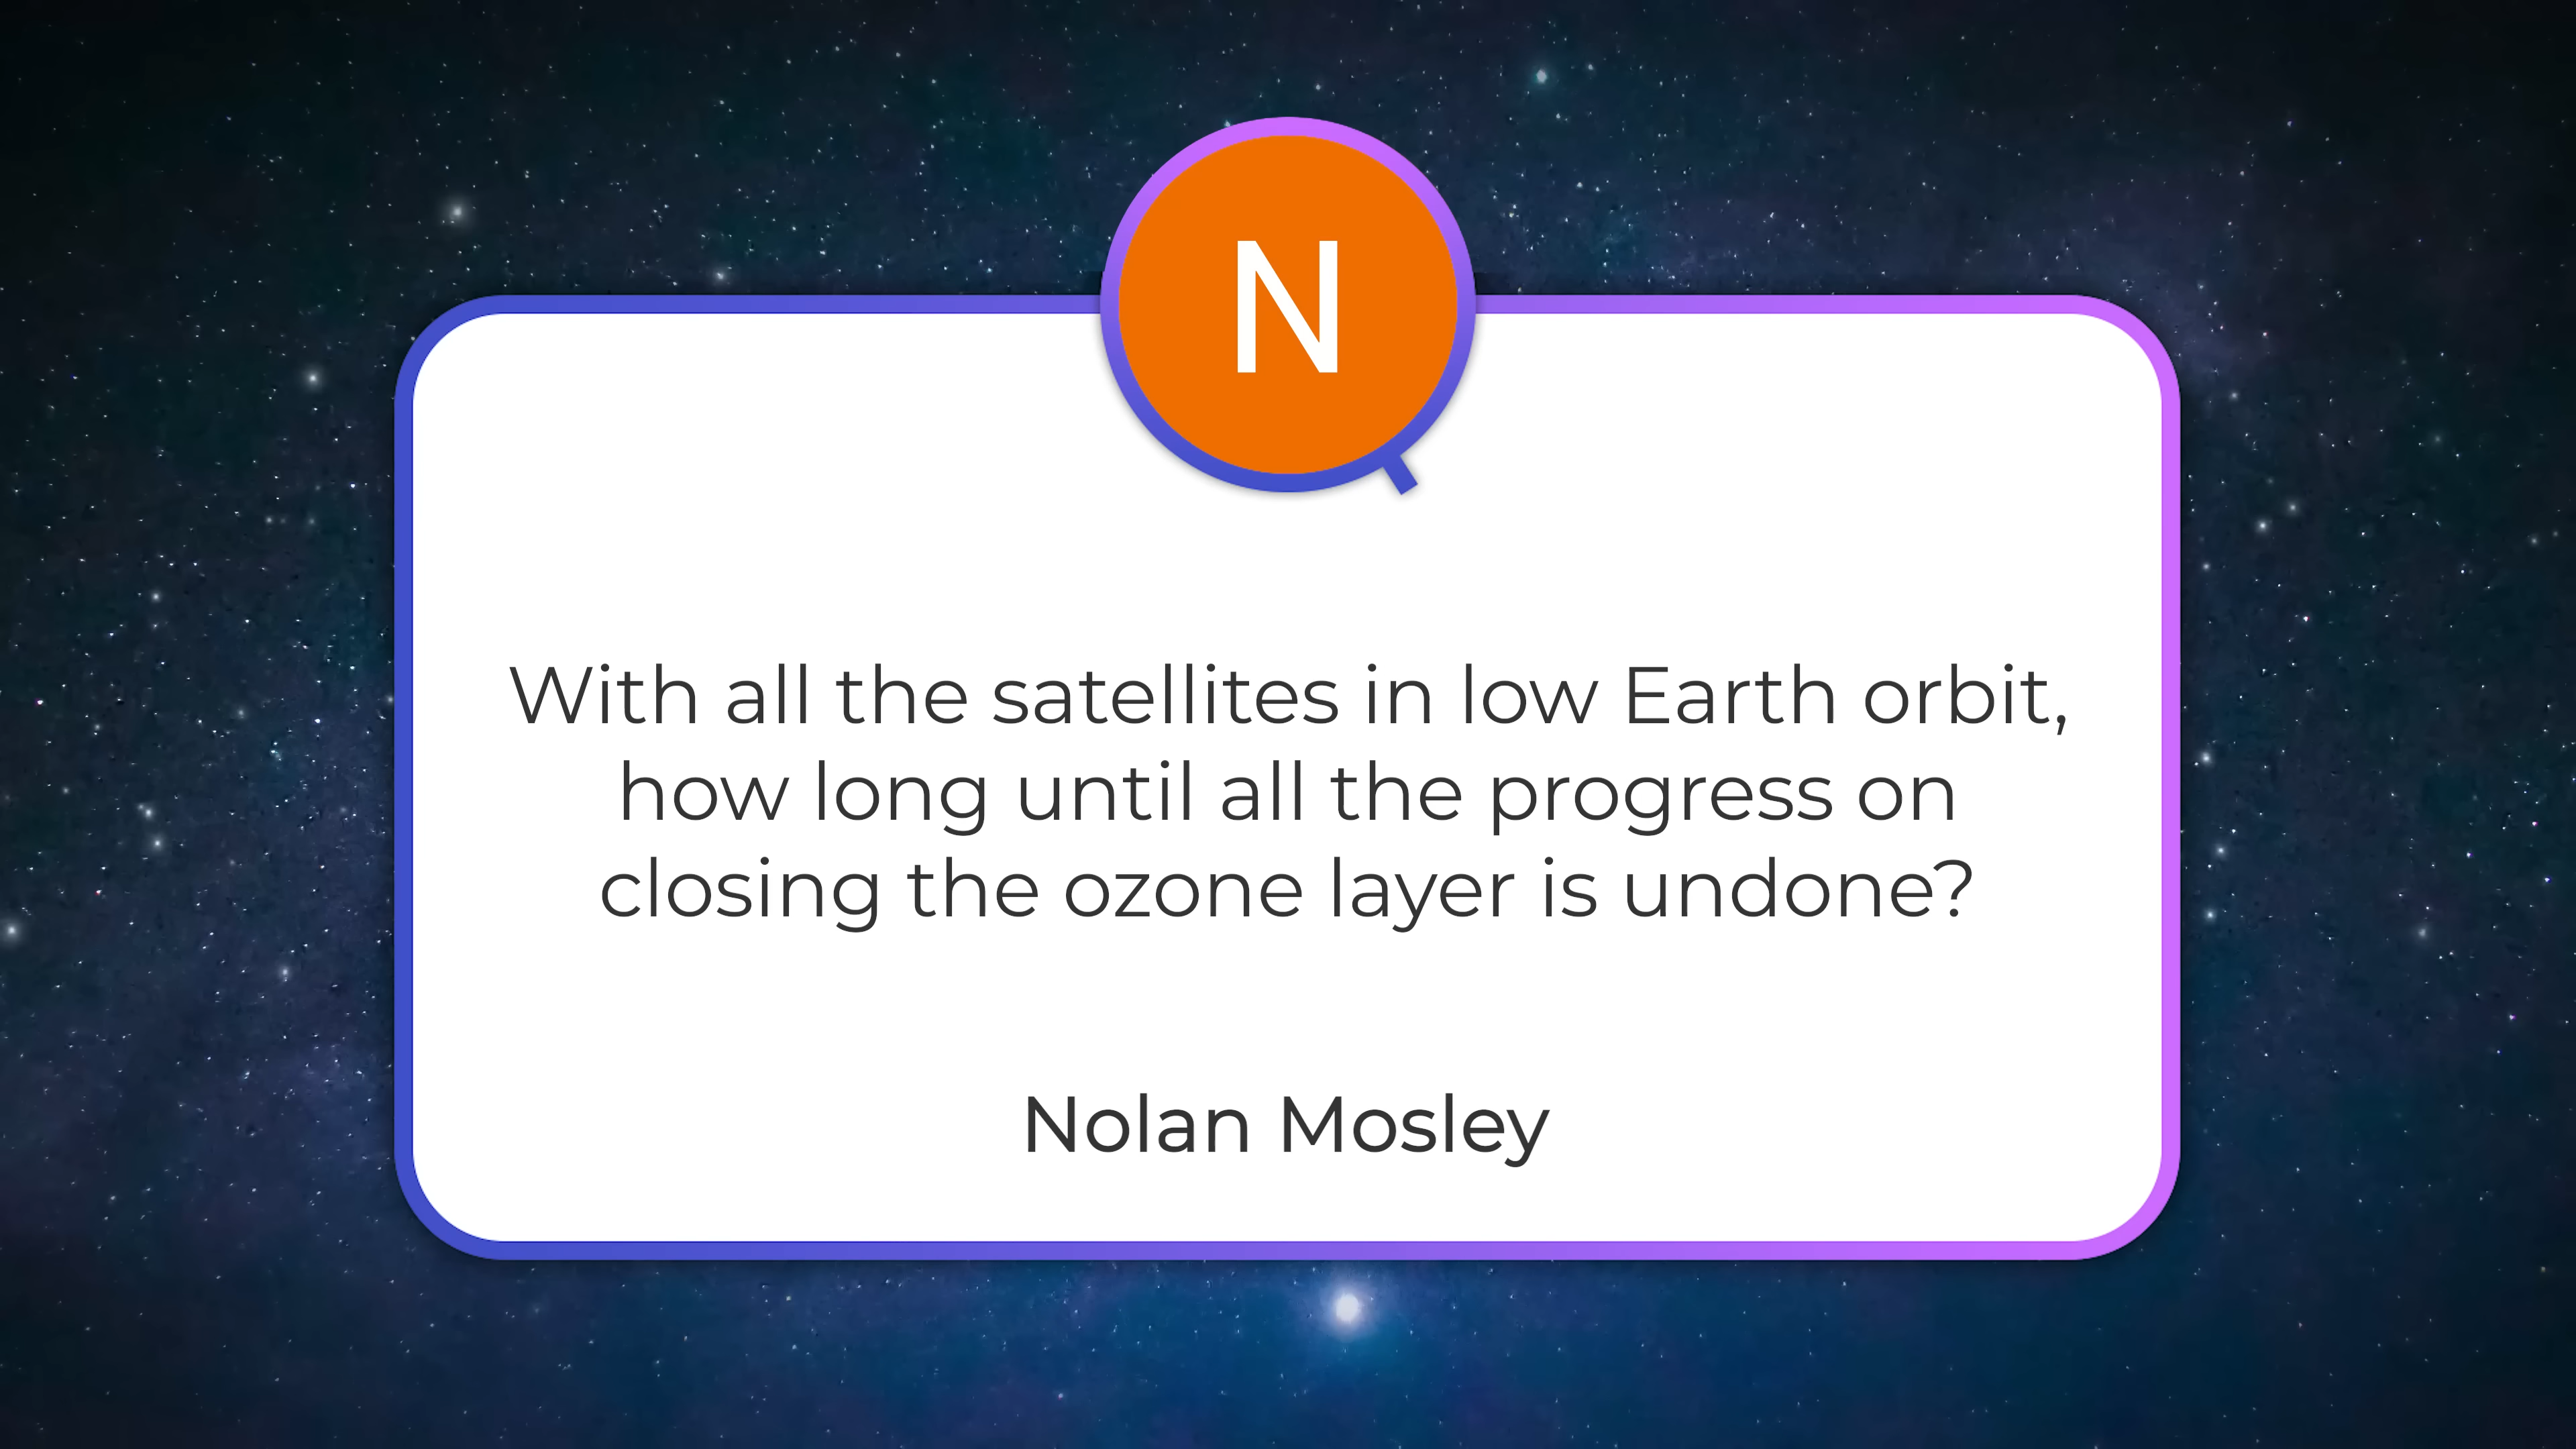 N
With all the satellites in low Earth orbit,
how long until all the progress on
closing the ozone layer is undone?
Nolan Mosley